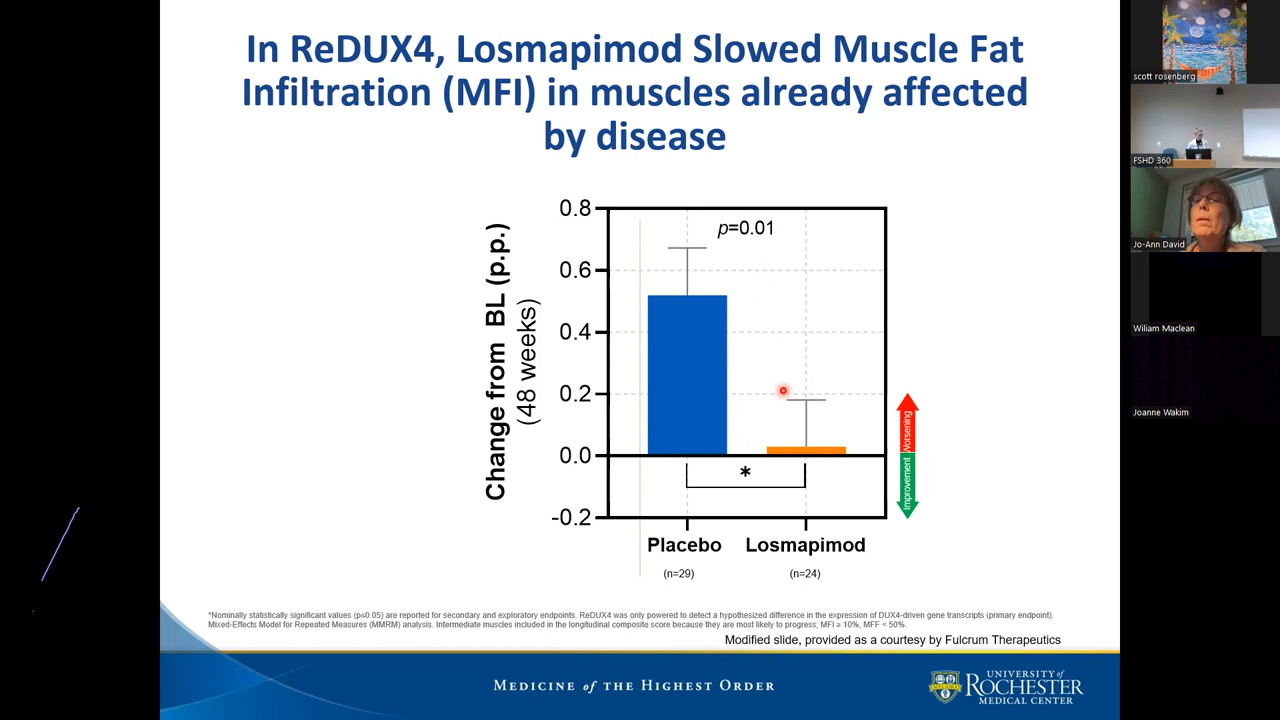 In ReDUX4, Losmapimod Slowed Muscle Fat
Infiltration (MFI) in muscles already affected
by disease
Change from BL (p.p.)
(48 weeks)
0.8
0.6
0.4
0.2
0.0
-0.2
p=0.01
*
Placebo
Losmapimod
(n=29)
(n=24)
Worsening
Improvement
*Nominally statistically significant values (p≤0.05) are reported for secondary and exploratory endpoints. ReDUX4 was only powered to detect a hypothesized difference in the expression of DUX4-driven gene transcripts (primary endpoint).
Mixed-Effects Model for Repeated Measures (MMRM) analysis. Intermediate muscles included in the longitudinal composite score because they are most likely to progress; MFI ≥ 10%, MFF < 50%.
Modified slide, provided as a courtesy by Fulcrum Therapeutics
MEDICINE of THE HIGHEST ORDER
UNIVERSITY of
ROCHESTER
MEDICAL CENTER
scott rosenberg
FSHD 360
Jo-Ann David
Wiliam Maclean
Joanne Wakim